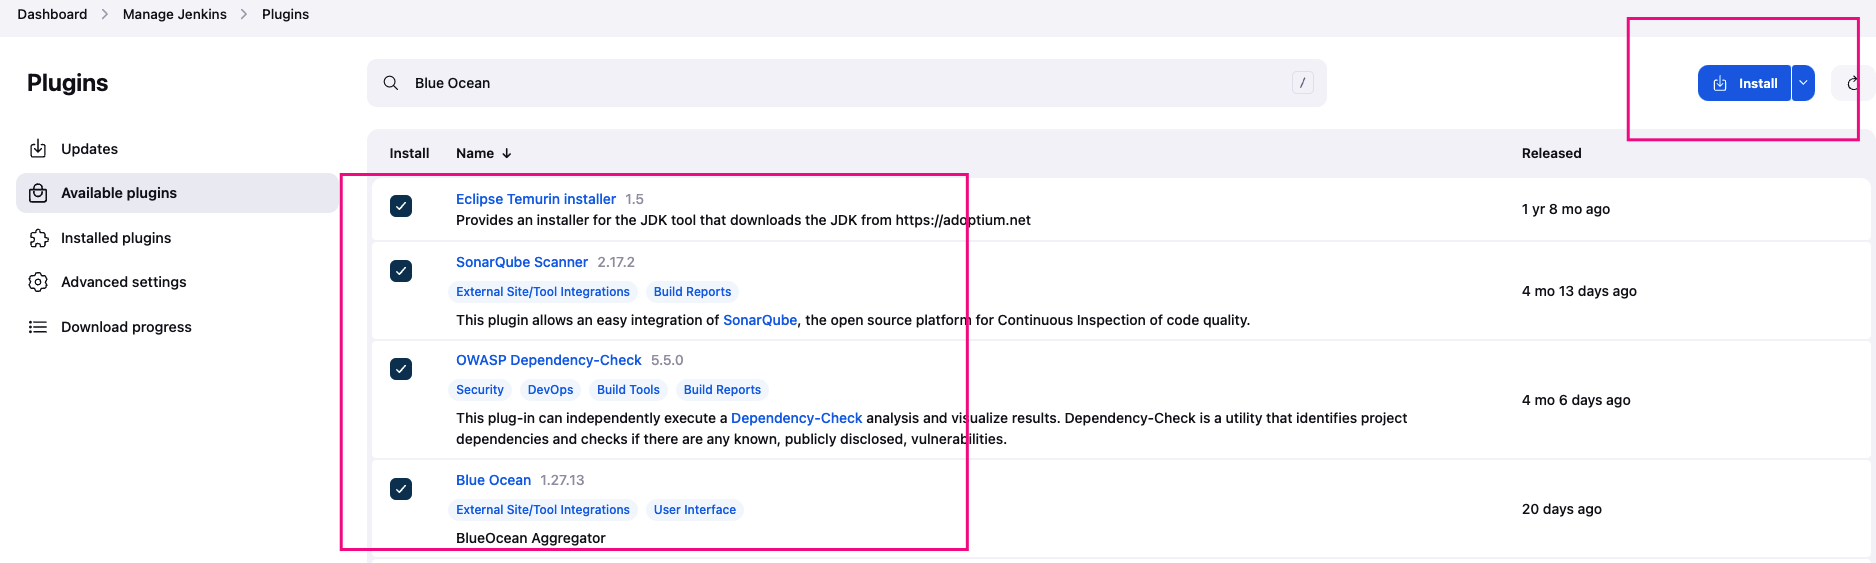 Dashboard > Manage Jenkins > Plugins
Plugins
Blue Ocean /
Install
Updates
Available plugins
Installed plugins
Advanced settings
Download progress
Install Name ↓ Released
Eclipse Temurin installer 1.5
Provides an installer for the JDK tool that downloads the JDK from https://adoptium.net
1 yr 8 mo ago
SonarQube Scanner 2.17.2
External Site/Tool Integrations Build Reports
This plugin allows an easy integration of SonarQube, the open source platform for Continuous Inspection of code quality.
4 mo 13 days ago
OWASP Dependency-Check 5.5.0
Security DevOps Build Tools Build Reports
This plug-in can independently execute a Dependency-Check analysis and visualize results. Dependency-Check is a utility that identifies project
dependencies and checks if there are any known, publicly disclosed, vulnerabilities.
4 mo 6 days ago
Blue Ocean 1.27.13
External Site/Tool Integrations User Interface
BlueOcean Aggregator
20 days ago